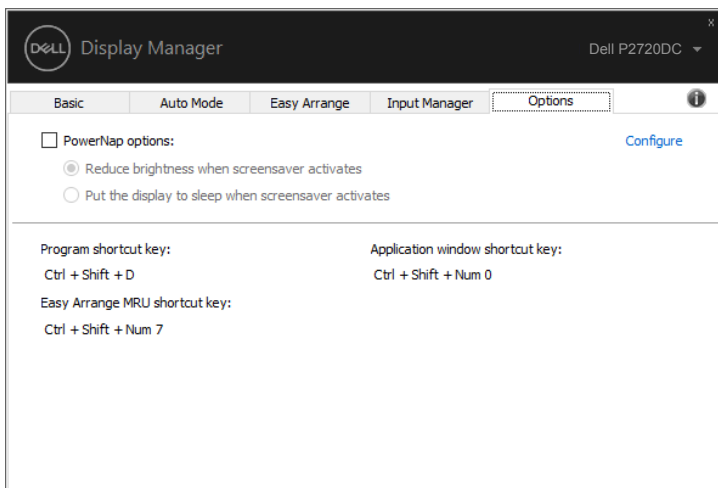 x
DELL Display Manager Dell P2720DC
Basic Auto Mode Easy Arrange Input Manager Options i
PowerNap options: Configure
Reduce brightness when screensaver activates
Put the display to sleep when screensaver activates
Program shortcut key: Application window shortcut key:
Ctrl + Shift + D Ctrl + Shift + Num 0
Easy Arrange MRU shortcut key:
Ctrl + Shift + Num 7